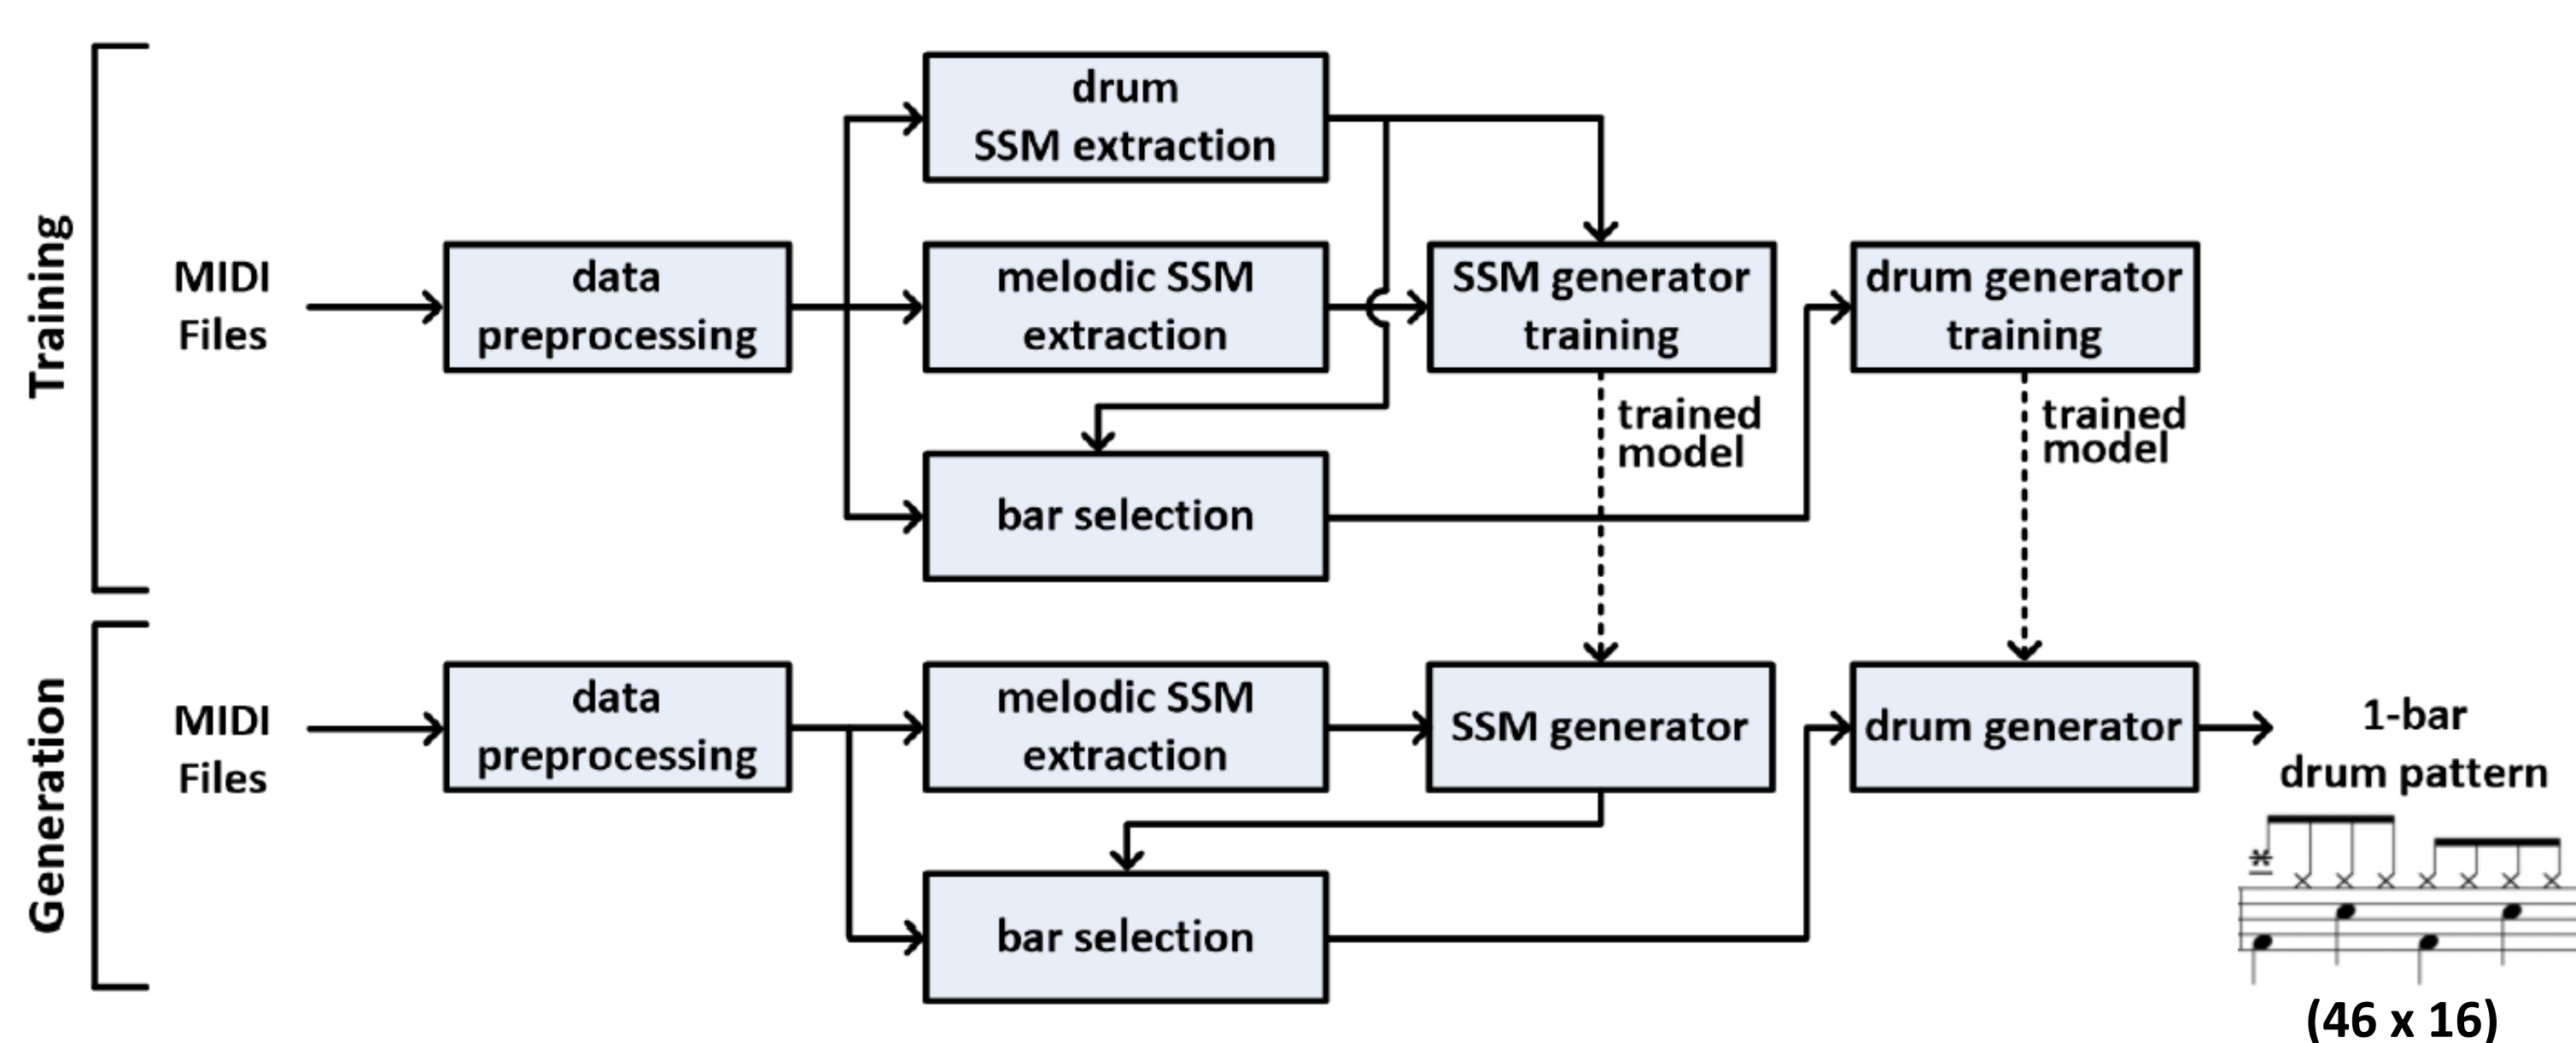 Training
MIDI
Files
data
preprocessing
drum
SSM extraction
melodic SSM
extraction
bar selection
SSM generator
training
trained
model
drum generator
training
trained
model
Generation
MIDI
Files
data
preprocessing
melodic SSM
extraction
bar selection
SSM generator
drum generator
1-bar
drum pattern
(46 x 16)